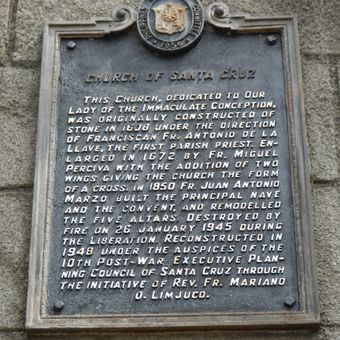 1956
CHURCH OF SANTA CRUZ
THIS CHURCH, DEDICATED TO OUR
LADY OF THE IMMACULATE CONCEPTION,
WAS ORIGINALLY CONSTRUCTED OF
STONE IN 1608 UNDER THE DIRECTION
OF FRANCISCAN FR. ANTONIO DE LA
LLAVE, THE FIRST PARISH PRIEST. EN-
LARGED IN 1672 BY FR. MIGUEL
PERCIVA WITH THE ADDITION OF TWO
WINGS GIVING THE CHURCH THE FORM
OF A CROSS. IN 1850 FR. JUAN ANTONIO
MARZO BUILT THE PRINCIPAL NAVE
AND THE CONVENT, AND REMODELLED
THE FIVE ALTARS. DESTROYED BY
FIRE ON 26 JANUARY 1945 DURING
THE LIBERATION. RECONSTRUCTED IN
1948 UNDER THE AUSPICES OF THE
10TH POST-WAR EXECUTIVE PLAN-
NING COUNCIL OF SANTA CRUZ THROUGH
THE INITIATIVE OF REV. FR. MARIANO
O. LIMJUCO.